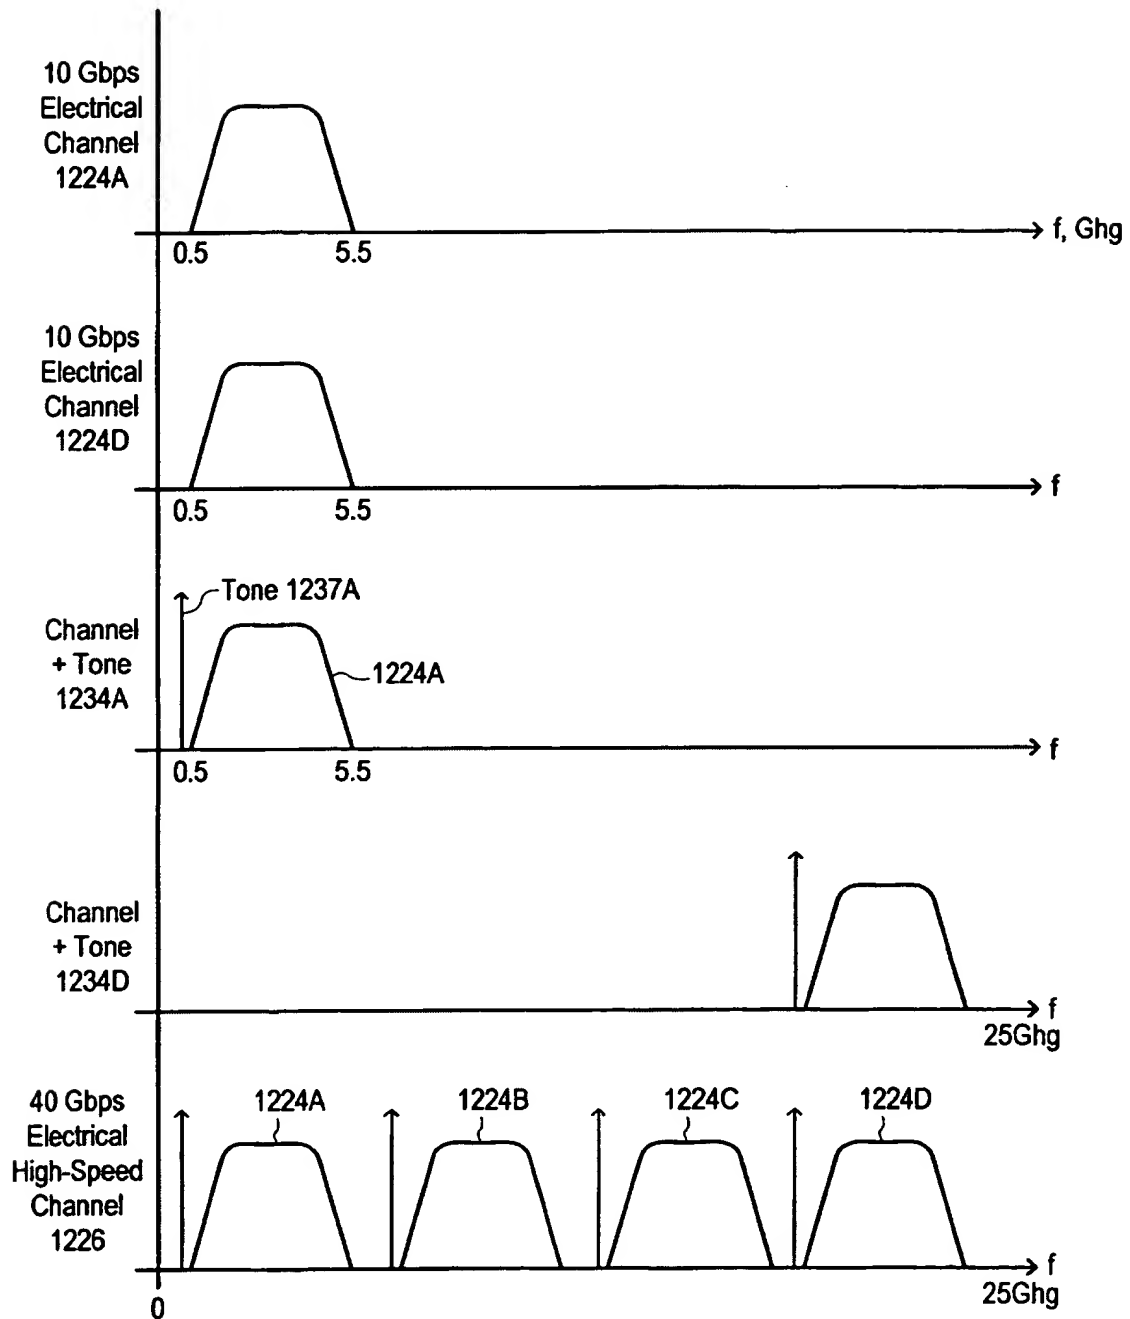 10 Gbps
Electrical
Channel
1224A
0.5
5.5
f, Ghg
10 Gbps
Electrical
Channel
1224D
0.5
5.5
f
Channel
+ Tone
1234A
Tone 1237A
1224A
0.5
5.5
f
Channel
+ Tone
1234D
f
25Ghg
40 Gbps
Electrical
High-Speed
Channel
1226
1224A
1224B
1224C
1224D
f
25Ghg
0